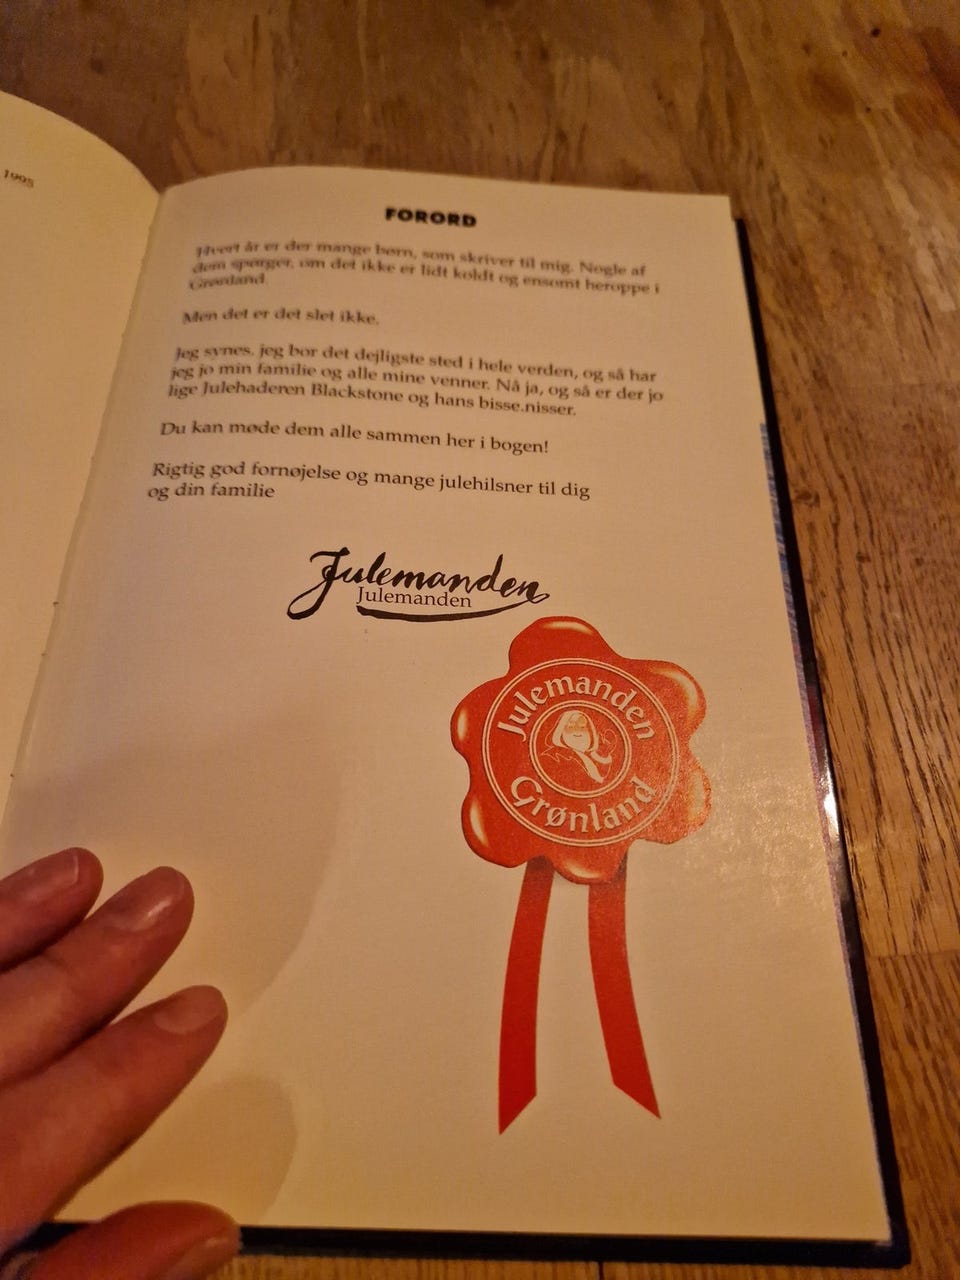 1995
FORORD
Hvert år er der mange børn, som skriver til mig. Nogle af
dem spørger, om det ikke er lidt koldt og ensomt heroppe i
Grønland.
Men det er det slet ikke.
Jeg synes, jeg bor det dejligste sted i hele verden, og så har
jeg jo min familie og alle mine venner. Nå ja, og så er der jo
lige Julehaderen Blackstone og hans bisse.nisser.
Du kan møde dem alle sammen her i bogen!
Rigtig god fornøjelse og mange julehilsner til dig
og din familie
Julemanden
Julemanden
Julemanden
Grønland